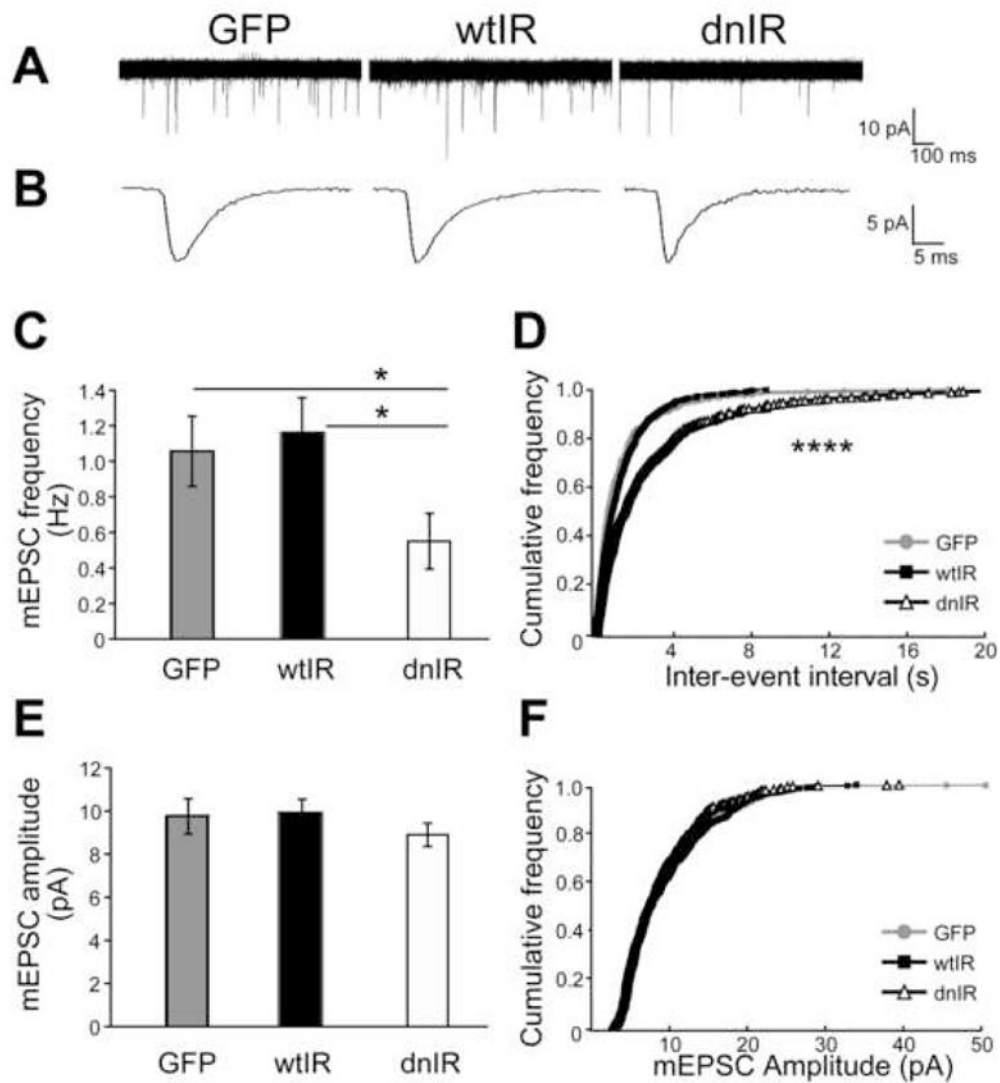 GFP wtIR dnIR
A
10 pA
100 ms
B
5 pA
5 ms
C
mEPSC frequency
(Hz)
1.4
1.2
1.0
0.8
0.6
0.4
0.2
0
*
*
GFP wtIR dnIR
D
Cumulative frequency
1.0
0.8
0.6
0.4
0.2
0
****
GFP
wtIR
dnIR
4 8 12 16 20
Inter-event interval (s)
E
mEPSC amplitude
(pA)
12
10
8
6
4
2
0
GFP wtIR dnIR
F
Cumulative frequency
1.0
0.8
0.6
0.4
0.2
0
GFP
wtIR
dnIR
10 20 30 40 50
mEPSC Amplitude (pA)